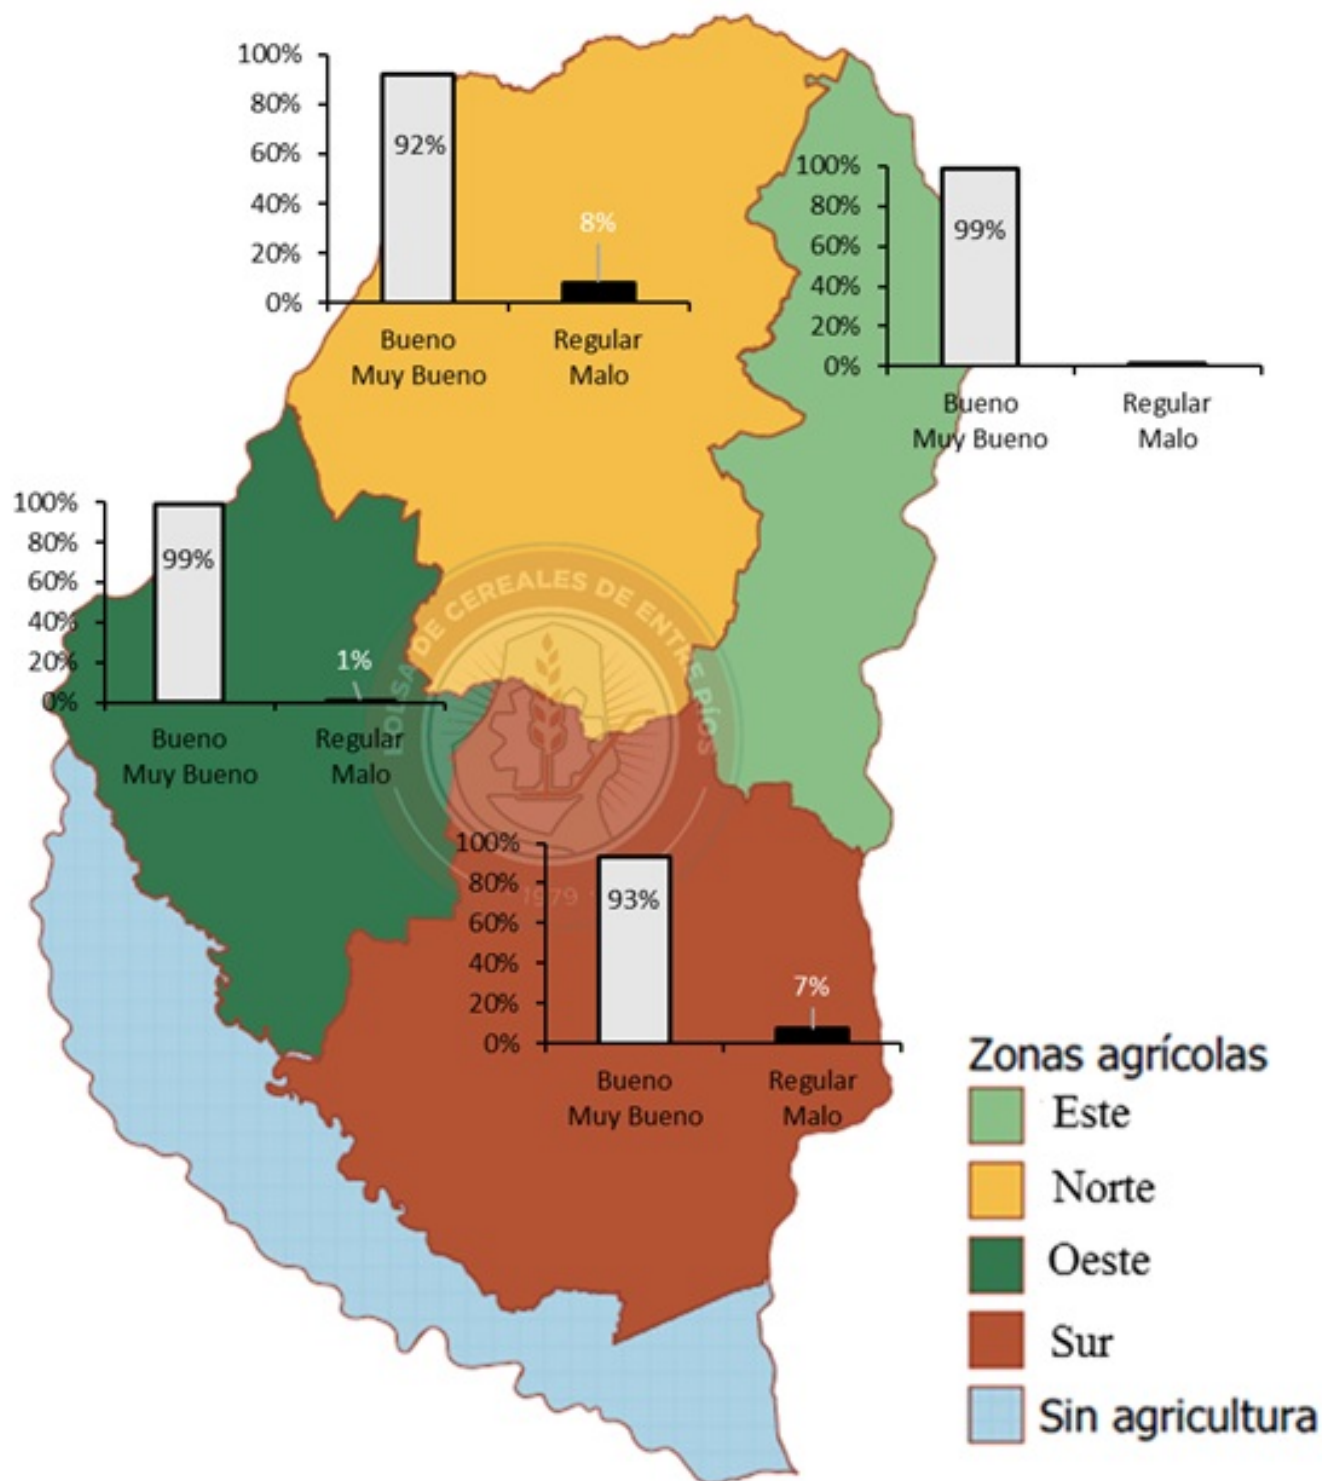 100%
80%
60%
40%
20%
0%
92%
8%
Bueno
Muy Bueno
Regular
Malo
100%
80%
60%
40%
20%
0%
99%
Bueno
Muy Bueno
Regular
Malo
100%
80%
60%
40%
20%
0%
99%
1%
Bueno
Muy Bueno
Regular
Malo
BOLSA DE CEREALES DE ENTRE RÍOS
1979
100%
80%
60%
40%
20%
0%
93%
7%
Bueno
Muy Bueno
Regular
Malo
Zonas agrícolas
Este
Norte
Oeste
Sur
Sin agricultura